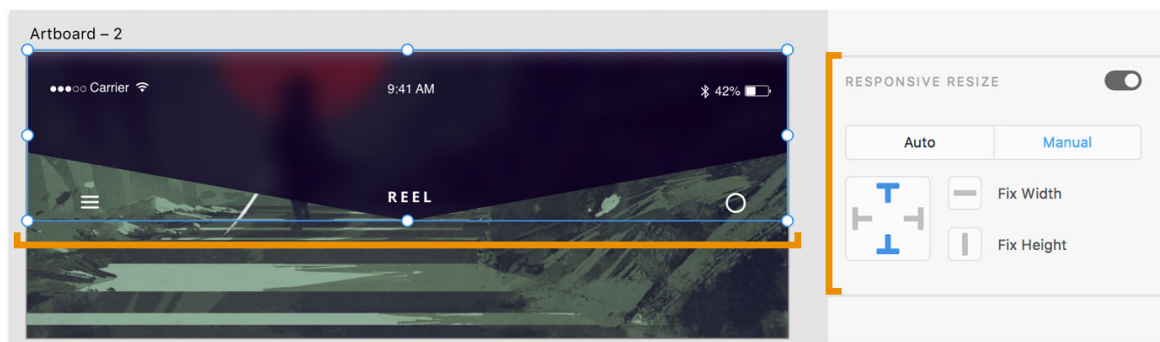 Artboard – 2
Carrier
9:41 AM
42%
REEL
RESPONSIVE RESIZE
Auto
Manual
Fix Width
Fix Height